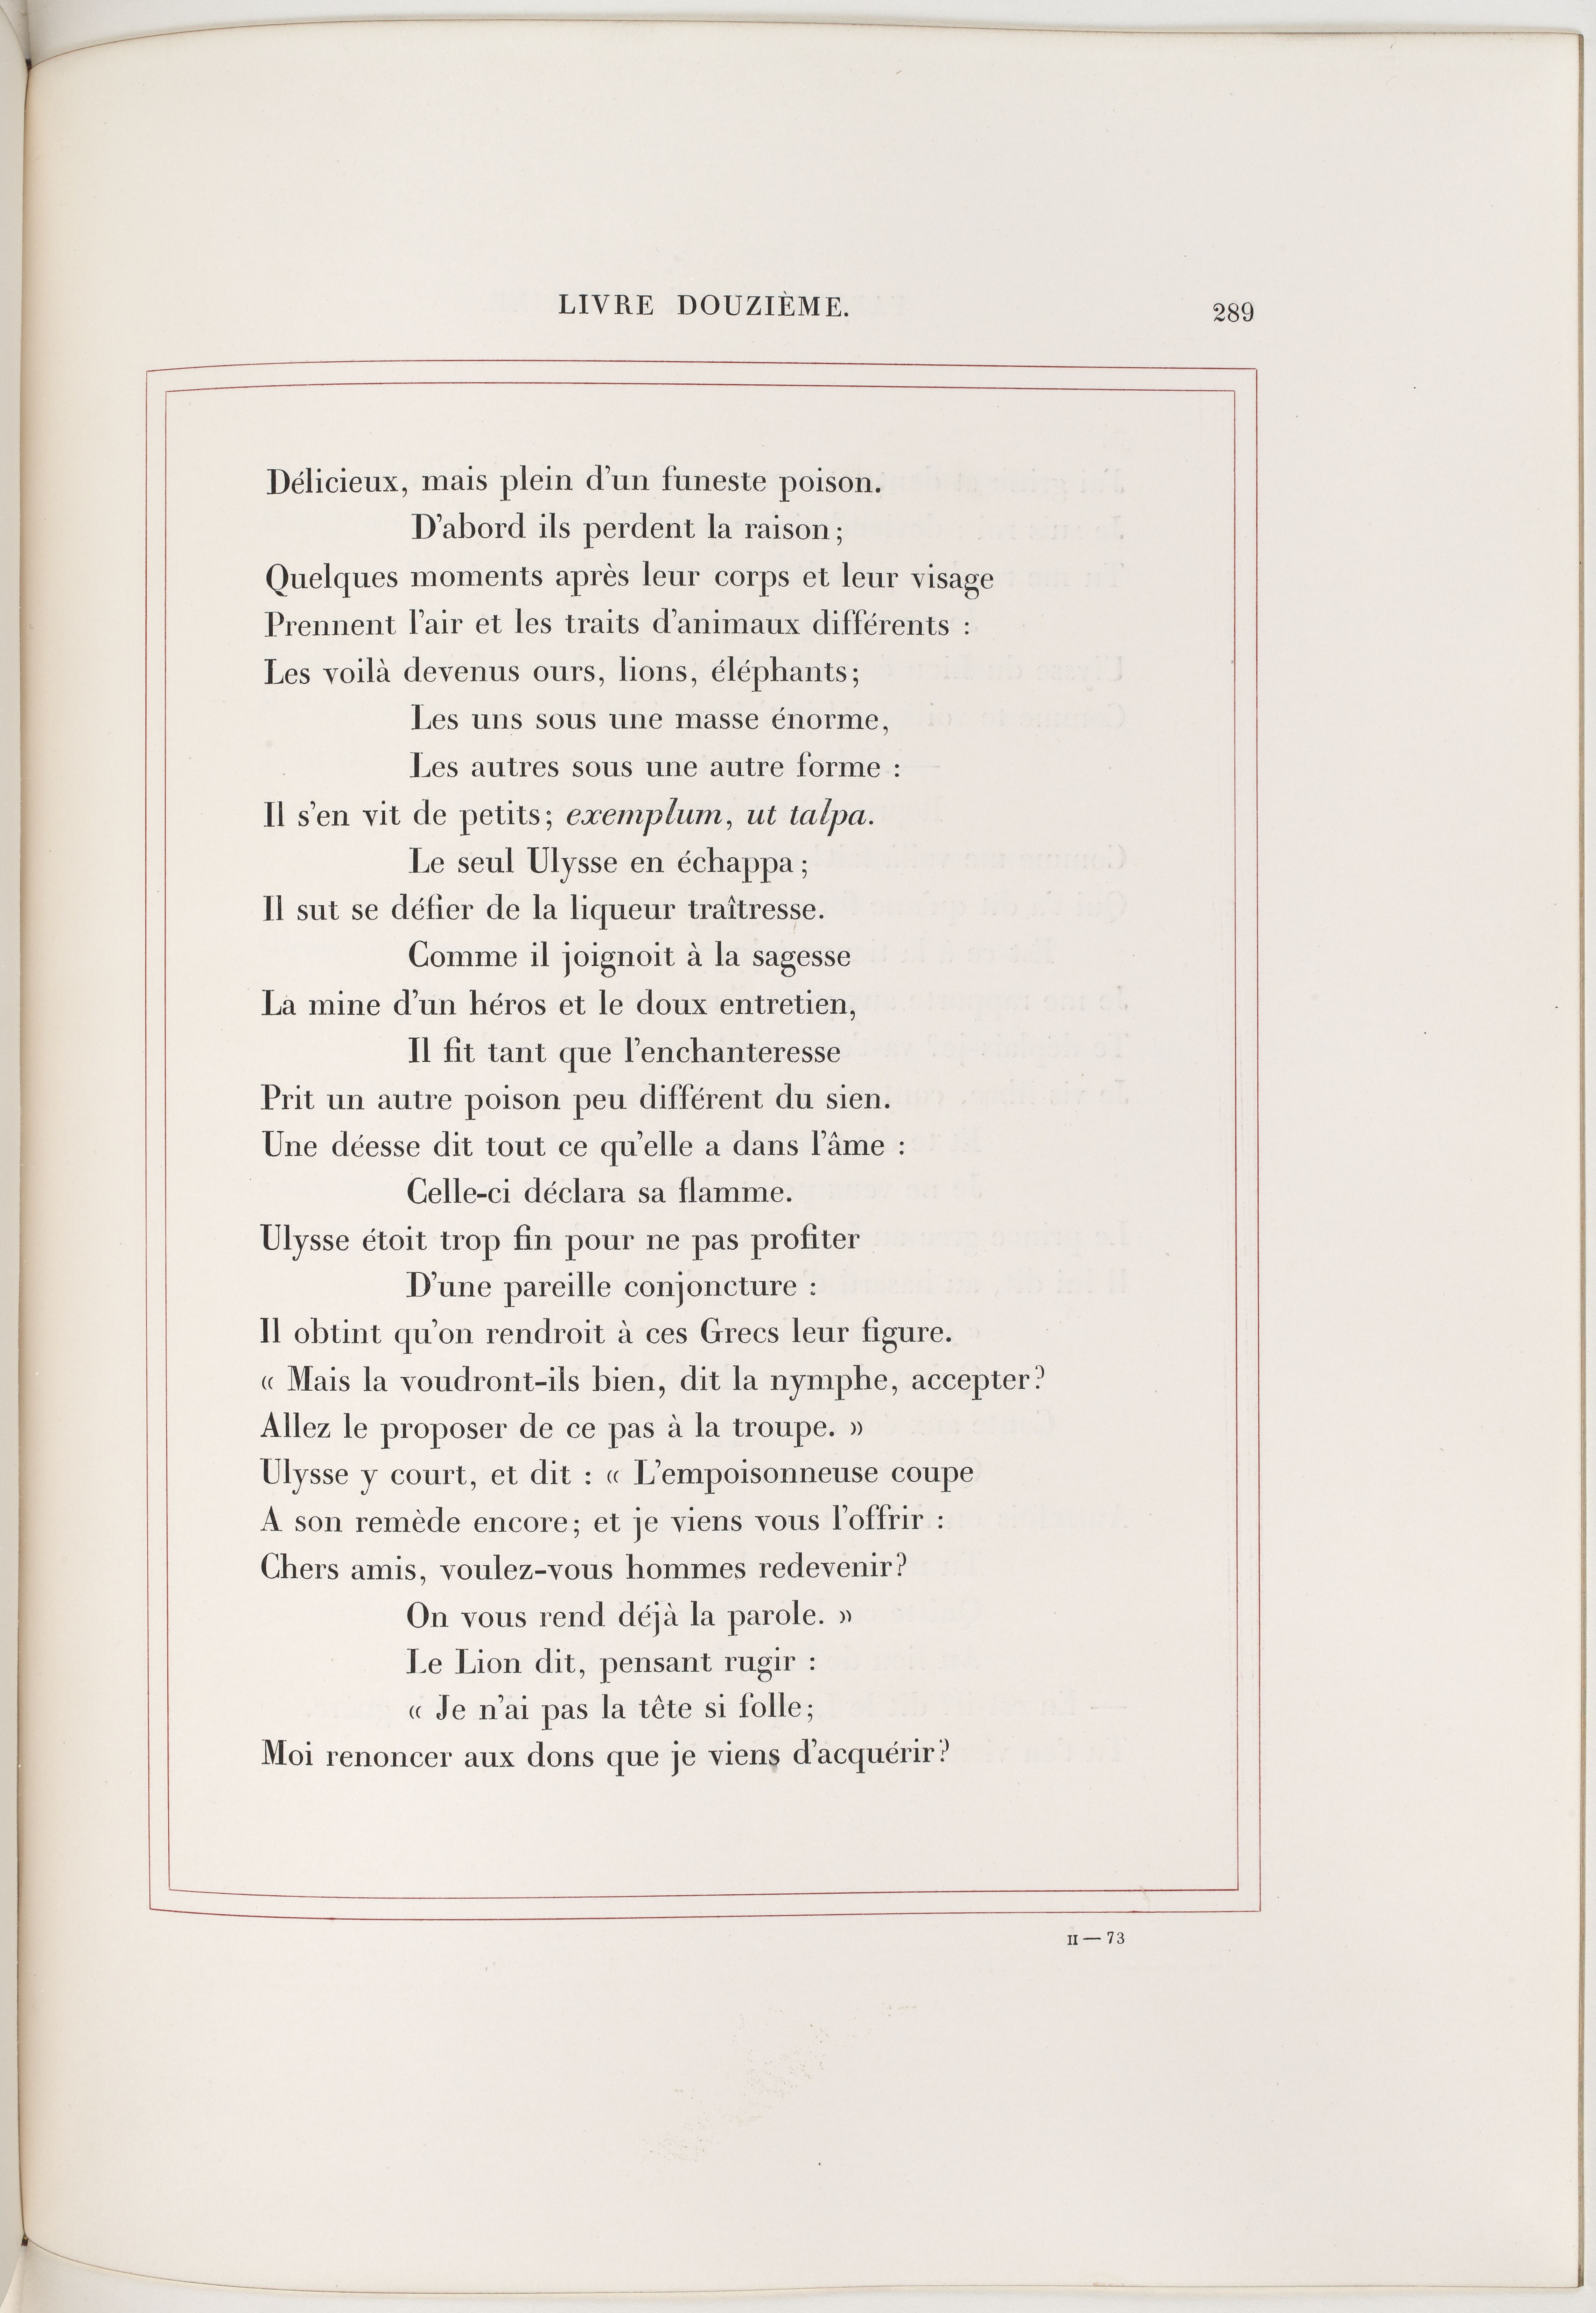 LIVRE DOUZIÈME.
289
Délicieux, mais plein d'un funeste poison.
D'abord ils perdent la raison;
Quelques moments après leur corps et leur visage
Prennent l'air et les traits d'animaux différents :
Les voilà devenus ours, lions, éléphants;
Les uns sous une masse énorme,
Les autres sous une autre forme :
Il s'en vit de petits; exemplum, ut talpa.
Le seul Ulysse en échappa;
Il sut se défier de la liqueur traîtresse.
Comme il joignoit à la sagesse
La mine d'un héros et le doux entretien,
Il fit tant que l'enchanteresse
Prit un autre poison peu différent du sien.
Une déesse dit tout ce qu'elle a dans l'âme :
Celle-ci déclara sa flamme.
Ulysse étoit trop fin pour ne pas profiter
D'une pareille conjoncture :
Il obtint qu'on rendroit à ces Grecs leur figure.
« Mais la voudront-ils bien, dit la nymphe, accepter?
Allez le proposer de ce pas à la troupe. »
Ulysse y court, et dit : « L'empoisonneuse coupe
A son remède encore; et je viens vous l'offrir :
Chers amis, voulez-vous hommes redevenir?
On vous rend déjà la parole. »
Le Lion dit, pensant rugir :
« Je n'ai pas la tête si folle;
Moi renoncer aux dons que je viens d'acquérir?
II — 73